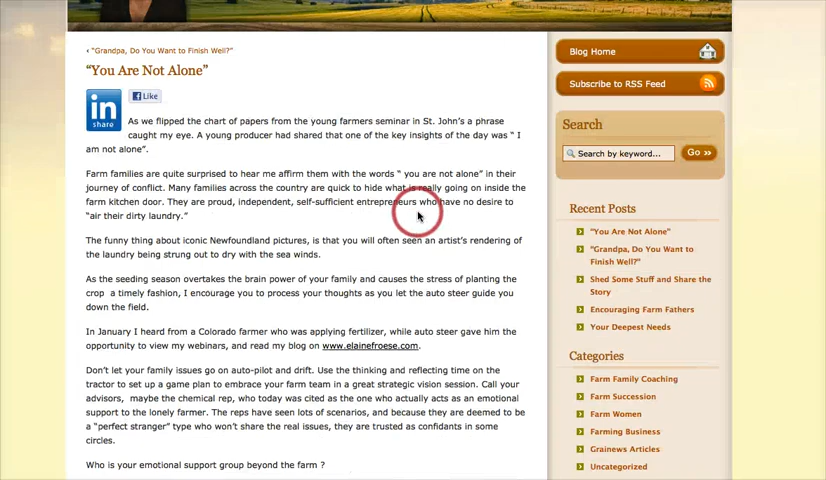 ‹ "Grandpa, Do You Want to Finish Well?"
"You Are Not Alone"
in
share
Like
As we flipped the chart of papers from the young farmers seminar in St. John's a phrase
caught my eye. A young producer had shared that one of the key insights of the day was " I
am not alone".
Farm families are quite surprised to hear me affirm them with the words " you are not alone" in their
journey of conflict. Many families across the country are quick to hide what is really going on inside the
farm kitchen door. They are proud, independent, self-sufficient entrepreneurs who have no desire to
"air their dirty laundry."
The funny thing about iconic Newfoundland pictures, is that you will often seen an artist's rendering of
the laundry being strung out to dry with the sea winds.
As the seeding season overtakes the brain power of your family and causes the stress of planting the
crop a timely fashion, I encourage you to process your thoughts as you let the auto steer guide you
down the field.
In January I heard from a Colorado farmer who was applying fertilizer, while auto steer gave him the
opportunity to view my webinars, and read my blog on www.elainefroese.com.
Don't let your family issues go on auto-pilot and drift. Use the thinking and reflecting time on the
tractor to set up a game plan to embrace your farm team in a great strategic vision session. Call your
advisors, maybe the chemical rep, who today was cited as the one who actually acts as an emotional
support to the lonely farmer. The reps have seen lots of scenarios, and because they are deemed to be
a "perfect stranger" type who won't share the real issues, they are trusted as confidants in some
circles.
Who is your emotional support group beyond the farm ?
Blog Home
Subscribe to RSS Feed
Search
Search by keyword...
Go »
Recent Posts
"You Are Not Alone"
"Grandpa, Do You Want to
Finish Well?"
Shed Some Stuff and Share the
Story
Encouraging Farm Fathers
Your Deepest Needs
Categories
Farm Family Coaching
Farm Succession
Farm Women
Farming Business
Grainews Articles
Uncategorized